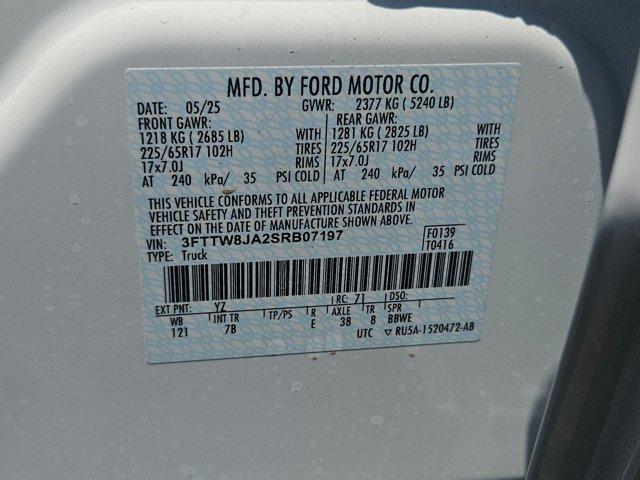 MFD. BY FORD MOTOR CO.
DATE: 05/25 GVWR: 2377 KG ( 5240 LB)
FRONT GAWR: REAR GAWR:
1218 KG ( 2685 LB) WITH 1281 KG ( 2825 LB) WITH
225/65R17 102H TIRES 225/65R17 102H TIRES
17x7.0J RIMS 17x7.0J RIMS
AT 240 kPa/ 35 PSI COLD AT 240 kPa/ 35 PSI COLD
THIS VEHICLE CONFORMS TO ALL APPLICABLE FEDERAL MOTOR
VEHICLE SAFETY AND THEFT PREVENTION STANDARDS IN
EFFECT ON THE DATE OF MANUFACTURE SHOWN ABOVE.
VIN: 3FTTW8JA2SRB07197 F0139
TYPE: Truck T0416
EXT PNT: YZ RC: 71 DSO:
WB INT TR TP/PS R AXLE TR SPR
121 7B E 38 8 BBWE
UTC ▽ RU5A-1520472-AB